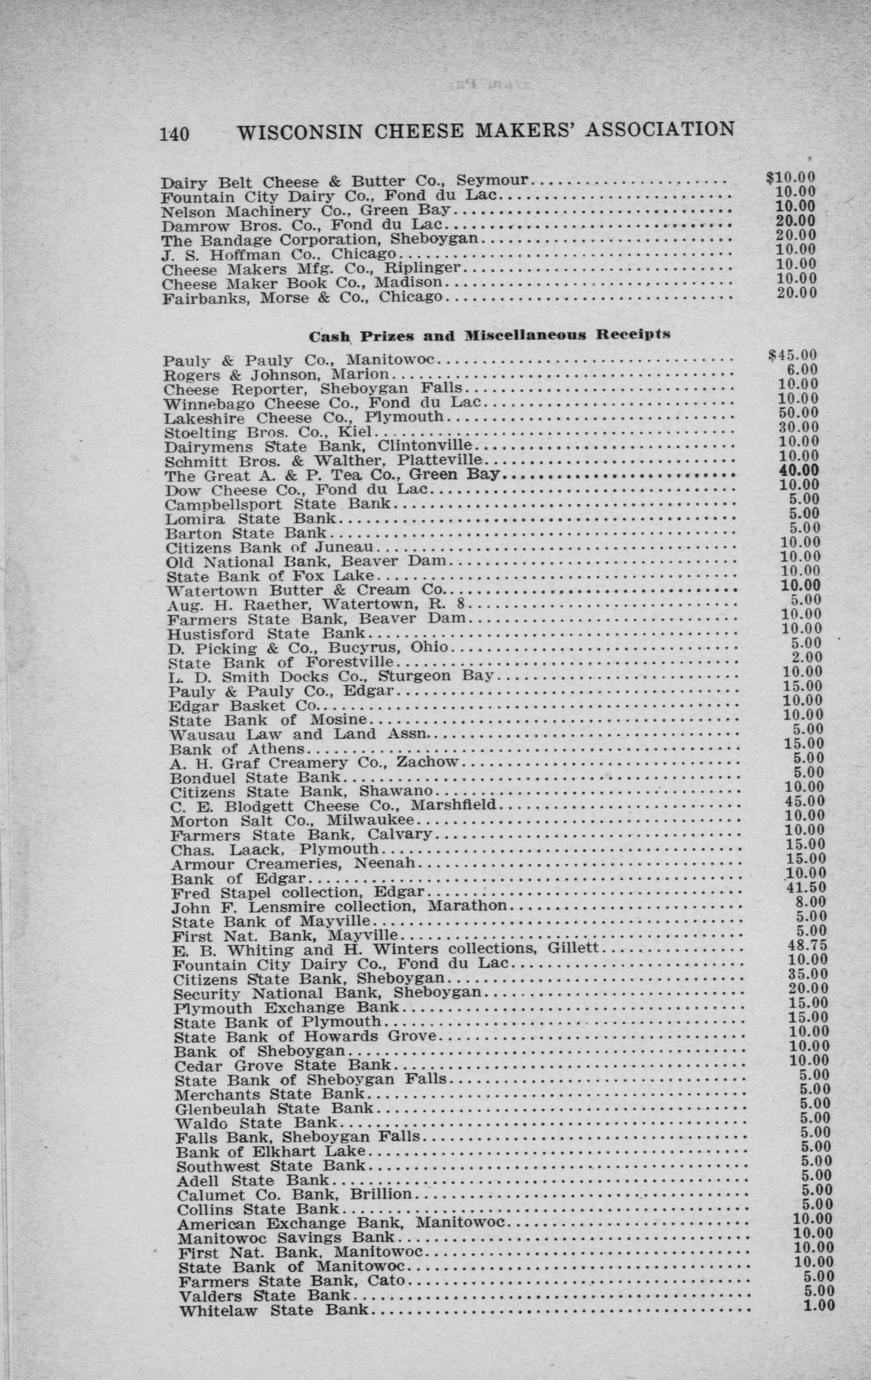 140 WISCONSIN CHEESE MAKERS' ASSOCIATION
Dairy Belt Cheese & Butter Co., Seymour $10.00
Fountain City Dairy Co., Fond du Lac 10.00
Nelson Machinery Co., Green Bay 10.00
Damrow Bros. Co., Fond du Lac 20.00
The Bandage Corporation, Sheboygan 20.00
J. S. Hoffman Co., Chicago 10.00
Cheese Makers Mfg. Co., Riplinger 10.00
Cheese Maker Book Co., Madison 10.00
Fairbanks, Morse & Co., Chicago 20.00
Cash Prizes and Miscellaneous Receipts
Pauly & Pauly Co., Manitowoc $45.00
Rogers & Johnson, Marion 6.00
Cheese Reporter, Sheboygan Falls 10.00
Winnebago Cheese Co., Fond du Lac 10.00
Lakeshire Cheese Co., Plymouth 50.00
Stoelting Bros. Co., Kiel 30.00
Dairymens State Bank, Clintonville 10.00
Schmitt Bros. & Walther, Platteville 10.00
The Great A. & P. Tea Co., Green Bay 40.00
Dow Cheese Co., Fond du Lac 10.00
Campbellsport State Bank 5.00
Lomira State Bank 5.00
Barton State Bank 5.00
Citizens Bank of Juneau 10.00
Old National Bank, Beaver Dam 10.00
State Bank of Fox Lake 10.00
Watertown Butter & Cream Co. 10.00
Aug. H. Raether, Watertown, R. 8 5.00
Farmers State Bank, Beaver Dam 10.00
Hustisford State Bank 10.00
D. Picking & Co., Bucyrus, Ohio 5.00
State Bank of Forestville 2.00
L. D. Smith Docks Co., Sturgeon Bay 10.00
Pauly & Pauly Co., Edgar 15.00
Edgar Basket Co. 10.00
State Bank of Mosine 10.00
Wausau Law and Land Assn. 5.00
Bank of Athens 15.00
A. H. Graf Creamery Co., Zachow 5.00
Bonduel State Bank 5.00
Citizens State Bank, Shawano 10.00
C. E. Blodgett Cheese Co., Marshfield 45.00
Morton Salt Co., Milwaukee 10.00
Farmers State Bank, Calvary 10.00
Chas. Laack, Plymouth 15.00
Armour Creameries, Neenah 15.00
Bank of Edgar 10.00
Fred Stapel collection, Edgar 41.50
John F. Lensmire collection, Marathon 8.00
State Bank of Mayville 5.00
First Nat. Bank, Mayville 5.00
E. B. Whiting and H. Winters collections, Gillett 48.75
Fountain City Dairy Co., Fond du Lac 10.00
Citizens State Bank, Sheboygan 35.00
Security National Bank, Sheboygan 20.00
Plymouth Exchange Bank 15.00
State Bank of Plymouth 15.00
State Bank of Howards Grove 10.00
Bank of Sheboygan 10.00
Cedar Grove State Bank 10.00
State Bank of Sheboygan Falls 5.00
Merchants State Bank 5.00
Glenbeulah State Bank 5.00
Waldo State Bank 5.00
Falls Bank, Sheboygan Falls 5.00
Bank of Elkhart Lake 5.00
Southwest State Bank 5.00
Adell State Bank 5.00
Calumet Co. Bank, Brillion 5.00
Collins State Bank 5.00
American Exchange Bank, Manitowoc 10.00
Manitowoc Savings Bank 10.00
First Nat. Bank, Manitowoc 10.00
State Bank of Manitowoc 10.00
Farmers State Bank, Cato 5.00
Valders State Bank 5.00
Whitelaw State Bank 1.00